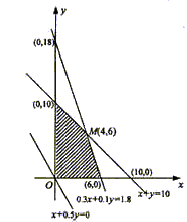 y
(0,18)
(0,10)
M(4,6)
O
(6,0)
(10,0)
x
0.3x+0.1y=1.8
x+y=10
x+0.5y=0